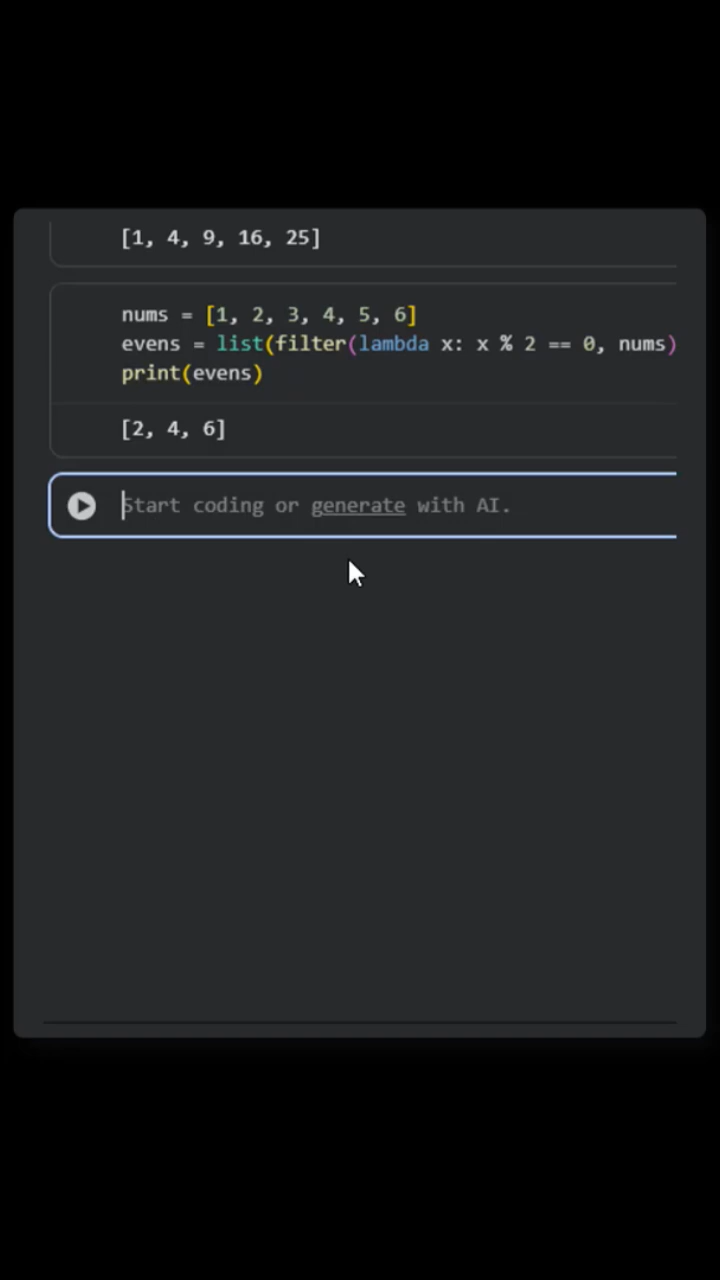 [1, 4, 9, 16, 25]
nums = [1, 2, 3, 4, 5, 6]
evens = list(filter(lambda x: x % 2 == 0, nums)
print(evens)
[2, 4, 6]
Start coding or generate with AI.